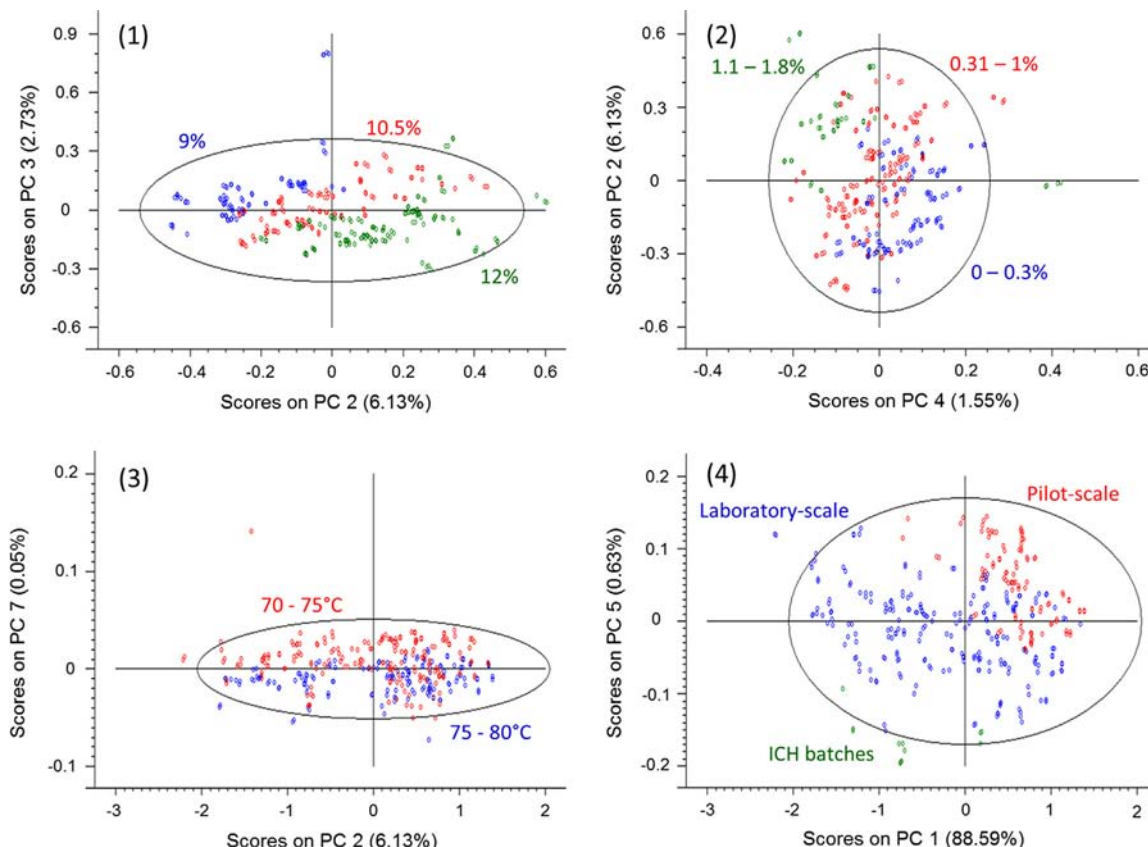 (1)
0.9
0.6
0.3
0
-0.3
-0.6
Scores on PC 3 (2.73%)
9%
10.5%
12%
-0.6 -0.4 -0.2 0 0.2 0.4 0.6
Scores on PC 2 (6.13%)
(2)
0.6
0.3
0
-0.3
-0.6
Scores on PC 2 (6.13%)
1.1 – 1.8%
0.31 – 1%
0 – 0.3%
-0.4 -0.2 0 0.2 0.4 0.6
Scores on PC 4 (1.55%)
(3)
0.2
0.1
0
-0.1
Scores on PC 7 (0.05%)
70 - 75°C
75 - 80°C
-3 -2 -1 0 1 2
Scores on PC 2 (6.13%)
(4)
0.2
0.1
0
-0.1
-0.2
Scores on PC 5 (0.63%)
Pilot-scale
Laboratory-scale
ICH batches
-3 -2 -1 0 1 2
Scores on PC 1 (88.59%)